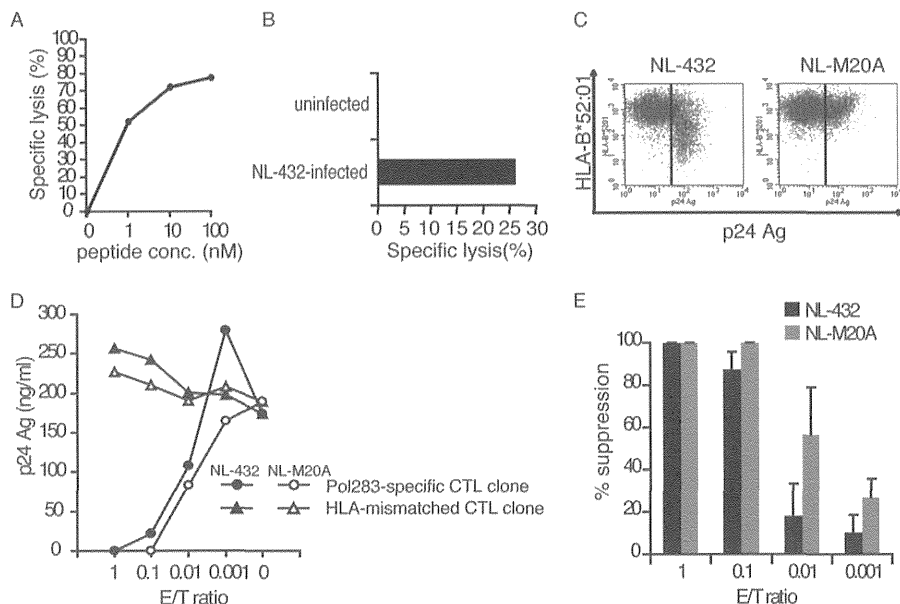 A
Specific lysis (%)
100
90
80
70
60
50
40
30
20
10
0
0 1 10 100
peptide conc. (nM)
B
uninfected
NL-432-infected
0 5 10 15 20 25 30
Specific lysis(%)
C
NL-432 NL-M20A
HLA-B*52:01
p24 Ag
p24 Ag p24 Ag
D
p24 Ag (ng/ml)
300
250
200
150
100
50
0
1 0.1 0.01 0.001 0
E/T ratio
NL-432 NL-M20A
Pol283-specific CTL clone
HLA-mismatched CTL clone
E
NL-432
NL-M20A
% suppression
100
80
60
40
20
0
1 0.1 0.01 0.001
E/T ratio